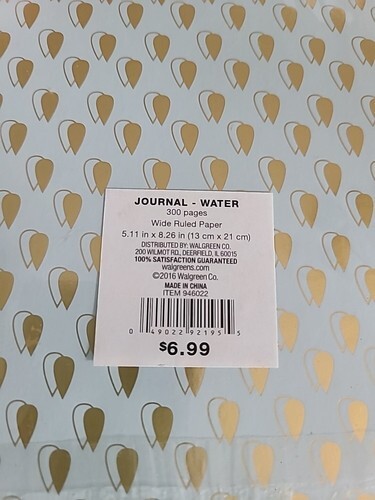 JOURNAL - WATER
300 pages
Wide Ruled Paper
5.11 in x 8.26 in (13 cm x 21 cm)
DISTRIBUTED BY: WALGREEN CO.
200 WILMOT RD., DEERFIELD, IL 60015
100% SATISFACTION GUARANTEED
walgreens.com
©2016 Walgreen Co.
MADE IN CHINA
ITEM 946022
0 49022 92195 5
$6.99